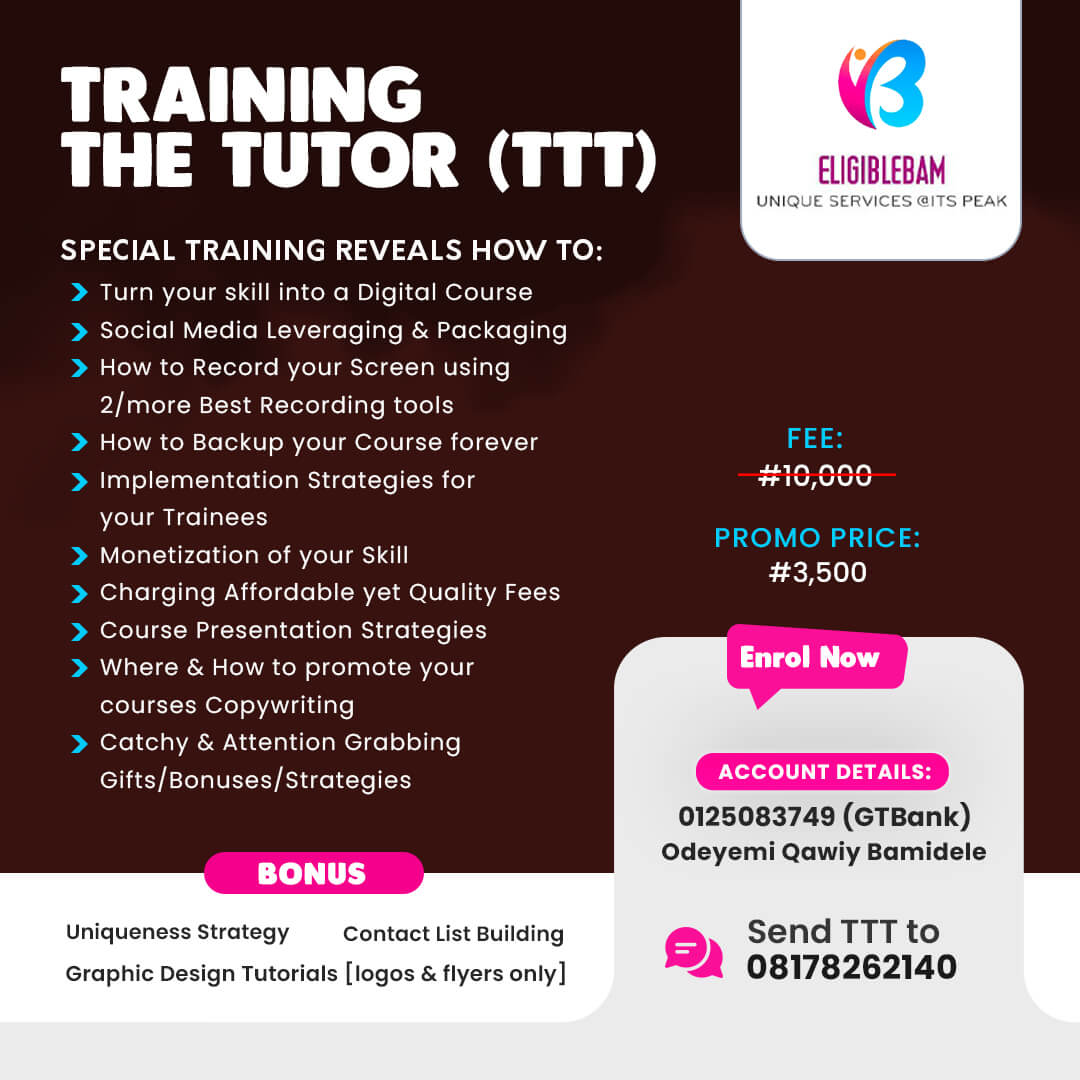 TRAINING
THE TUTOR (TTT)
ELIGIBLEBAM
UNIQUE SERVICES @ITS PEAK
SPECIAL TRAINING REVEALS HOW TO:
Turn your skill into a Digital Course
Social Media Leveraging & Packaging
How to Record your Screen using
2/more Best Recording tools
How to Backup your Course forever
Implementation Strategies for
your Trainees
Monetization of your Skill
Charging Affordable yet Quality Fees
Course Presentation Strategies
Where & How to promote your
courses Copywriting
Catchy & Attention Grabbing
Gifts/Bonuses/Strategies
FEE:
#10,000
PROMO PRICE:
#3,500
Enrol Now
ACCOUNT DETAILS:
0125083749 (GTBank)
Odeyemi Qawiy Bamidele
Send TTT to
08178262140
BONUS
Uniqueness Strategy
Contact List Building
Graphic Design Tutorials [logos & flyers only]